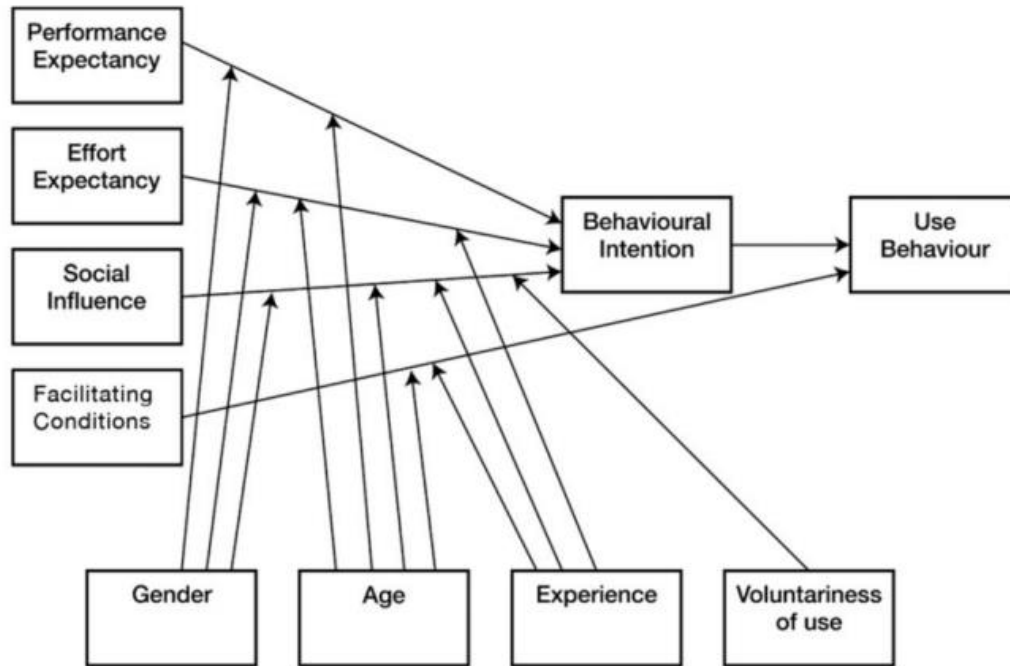 Performance
Expectancy
Effort
Expectancy
Social
Influence
Facilitating
Conditions
Behavioural
Intention
Use
Behaviour
Gender
Age
Experience
Voluntariness
of use